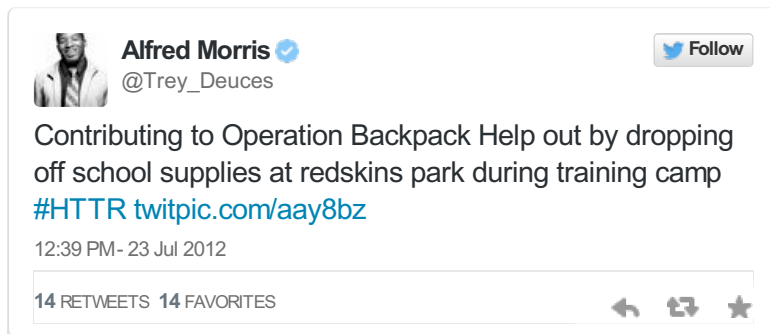 Alfred Morris
Follow
@Trey_Deuces
Contributing to Operation Backpack Help out by dropping
off school supplies at redskins park during training camp
#HTTR twitpic.com/aay8bz
12:39 PM - 23 Jul 2012
14 RETWEETS 14 FAVORITES